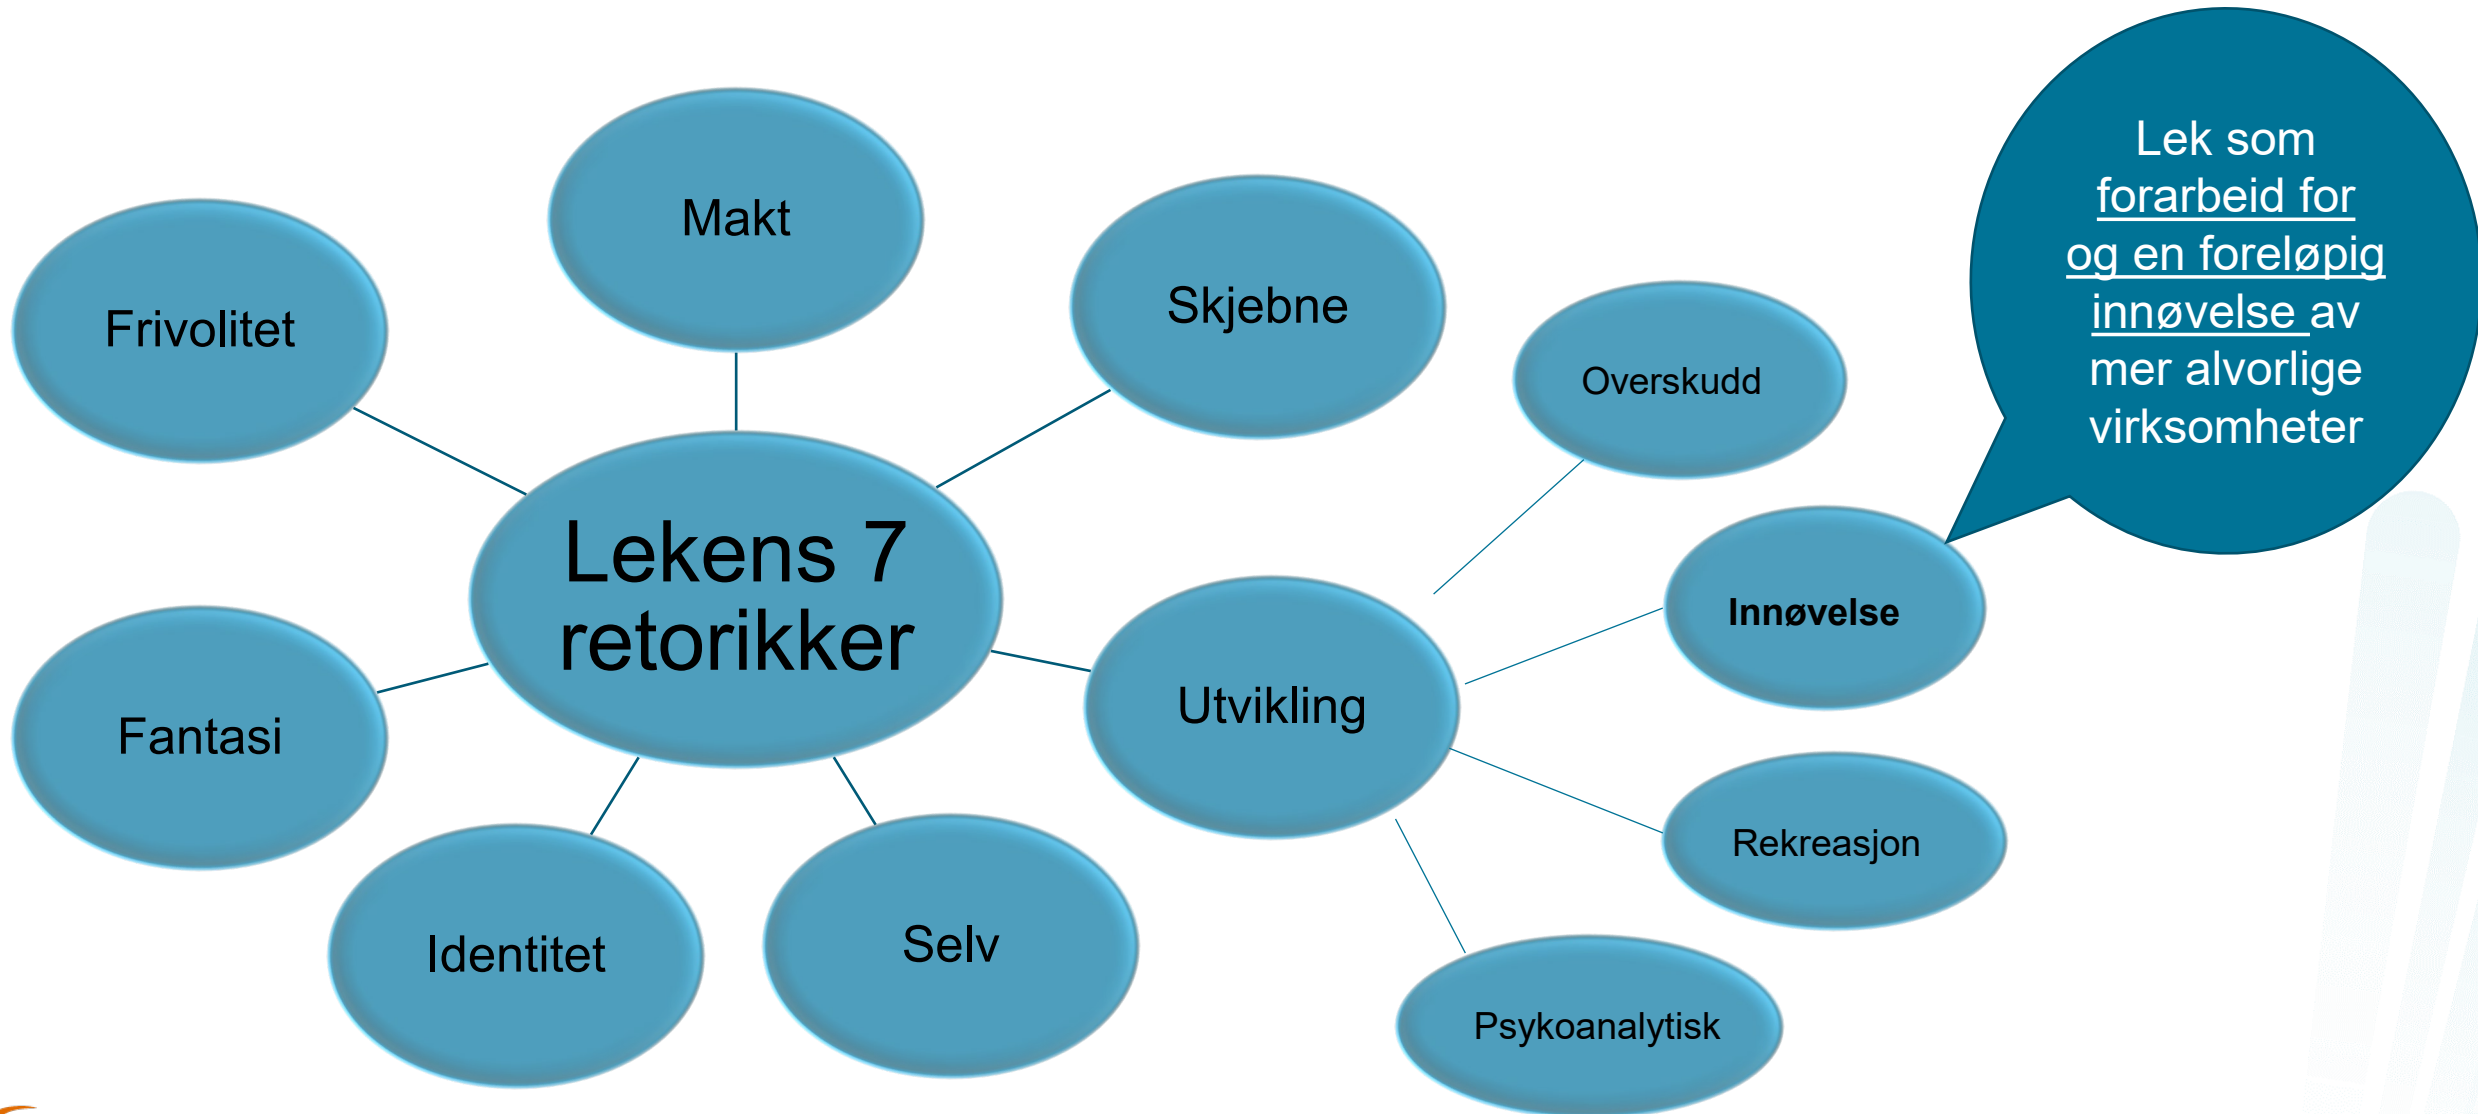 Lek som
forarbeid for
og en foreløpig
innøvelse av
mer alvorlige
virksomheter
Makt
Skjebne
Frivolitet
Overskudd
Lekens 7
retorikker
Innøvelse
Utvikling
Fantasi
Rekreasjon
Identitet
Selv
Psykoanalytisk